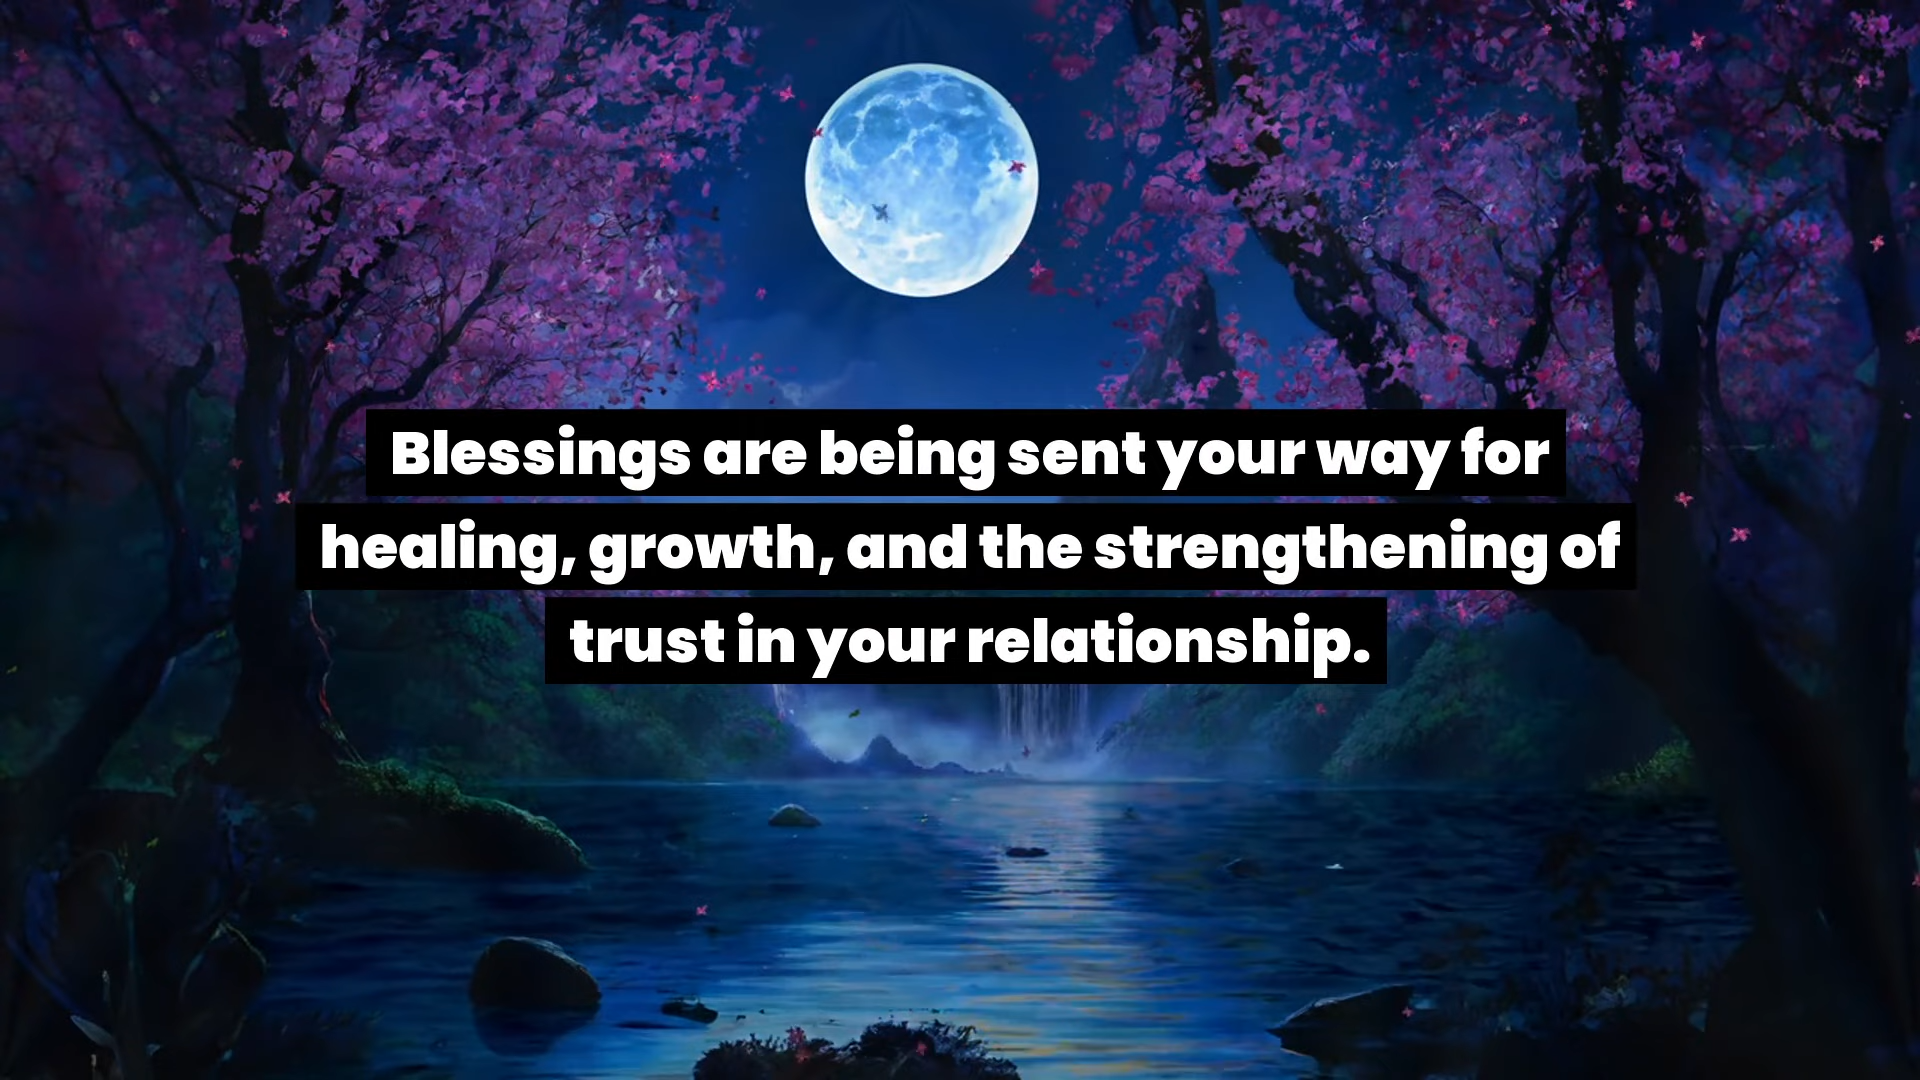 Blessings are being sent your way for
healing, growth, and the strengthening of
trust in your relationship.